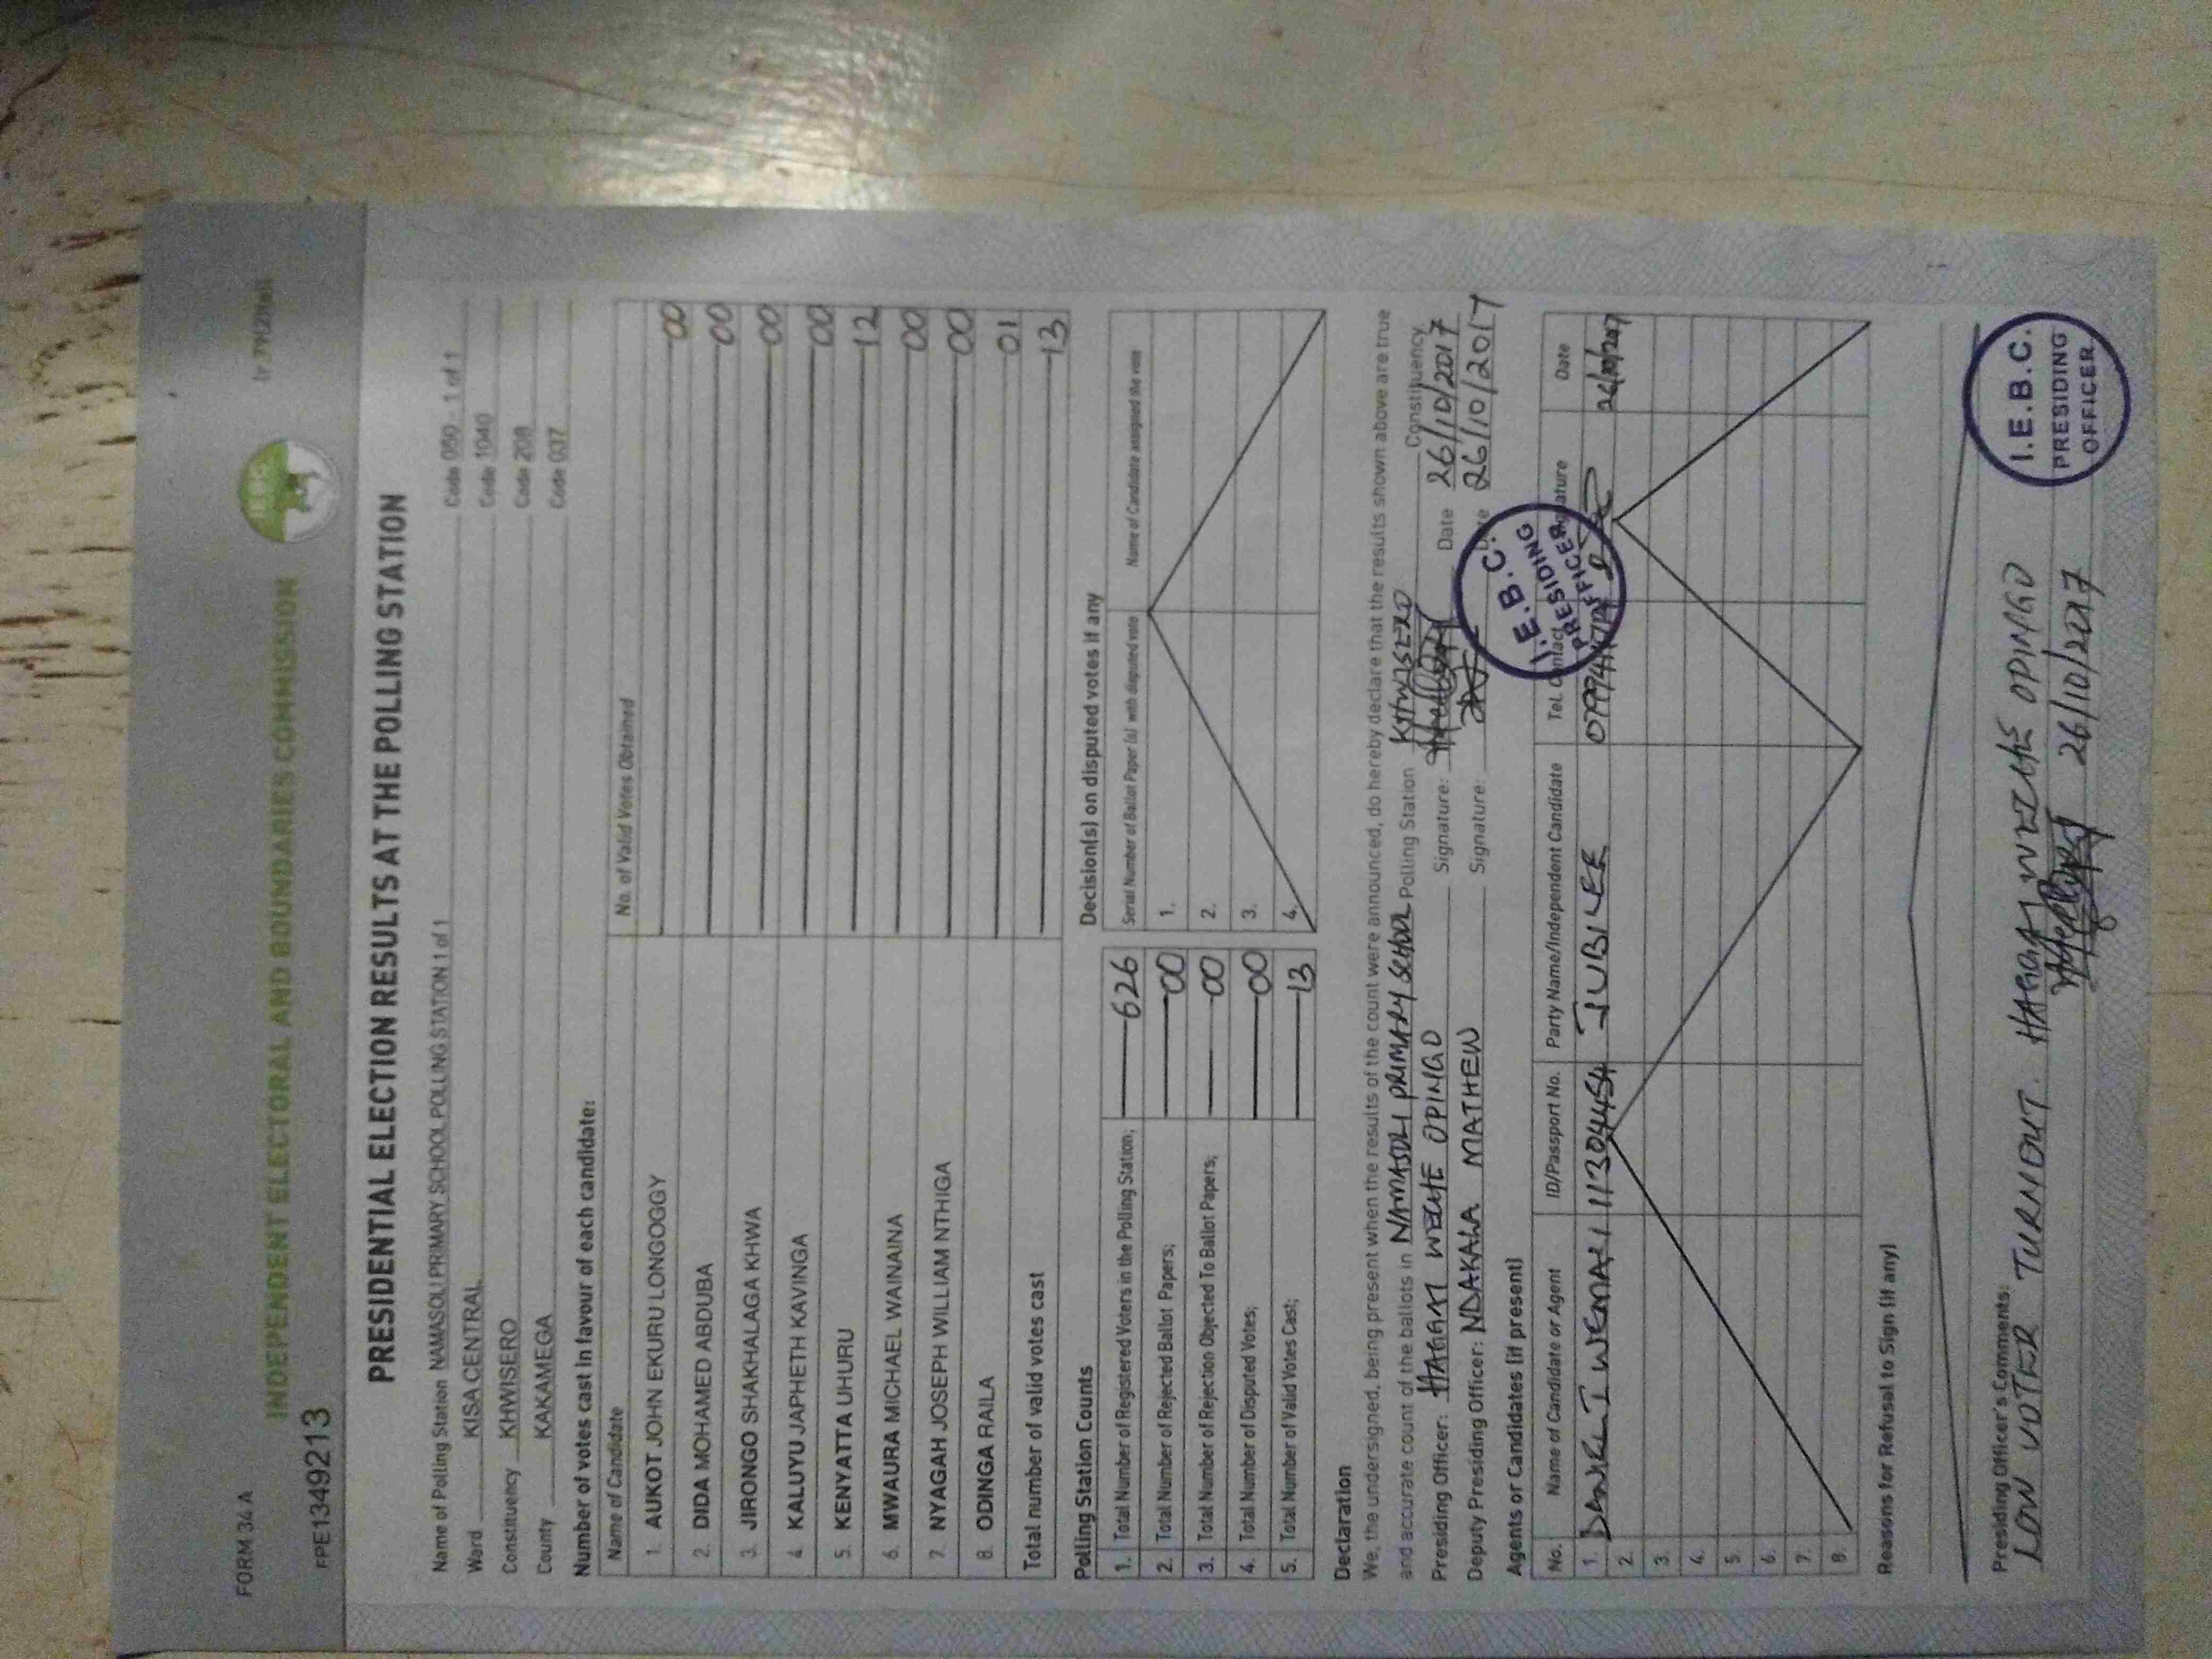 FORM 34 A
INDEPENDENT ELECTORAL AND BOUNDARIES COMMISSION
IEBC
FPE1349213
PRESIDENTIAL ELECTION RESULTS AT THE POLLING STATION
Name of Polling Station NAMASOLI PRIMARY SCHOOL POLLING STATION 1 of 1 Code 050 - 1 of 1
Ward KISA CENTRAL Code 1040
Constituency KHWISERO Code 208
County KAKAMEGA Code 037
Number of votes cast in favour of each candidate:
Name of Candidate No. of Valid Votes Obtained
1. AUKOT JOHN EKURU LONGOGGY 00
2. DIDA MOHAMED ABDUBA 00
3. JIRONGO SHAKHALAGA KHWA 00
4 KALUYU JAPHETH KAVINGA 00
5. KENYATTA UHURU 12
6. MWAURA MICHAEL WAINAINA 00
7 NYAGAH JOSEPH WILLIAM NTHIGA 00
8. ODINGA RAILA 01
Total number of valid votes cast 13
Polling Station Counts
1. Total Number of Registered Voters in the Polling Station; 626
2. Total Number of Rejected Ballot Papers; 00
3. Total Number of Rejection Objected To Ballot Papers; 00
4. Total Number of Disputed Votes; 00
5. Total Number of Valid Votes Cast; 13
Decision(s) on disputed votes if any
Serial Number of Ballot Paper (s) with disputed vote Name of Candidate assigned the vote
1.
2.
3.
4.
Declaration
We, the undersigned, being present when the results of the count were announced, do hereby declare that the results shown above are true
and accurate count of the ballots in NAMASOLI PRIMARY SCHOOL Polling Station KHWISERO Constituency
Presiding Officer: HAGGAI WECHE OPINGO Signature: Date 26/10/2017
Deputy Presiding Officer: NDAKALA MATHEW Signature: 26/10/2017
I.E.B.C. PRESIDING OFFICER
Agents or Candidates (if present)
No. Name of Candidate or Agent ID/Passport No. Party Name/Independent Candidate Tel. Contact Signature Date
1. 11304454 JUBILEE 26/10/2017
2.
3.
4.
5.
6.
7.
8.
Reasons for Refusal to Sign (if any)
Presiding Officer's Comments:
LOW VOTER TURNOUT. HAGGAI WECHE OPINGO
26/10/2017
I.E.B.C.
PRESIDING
OFFICER